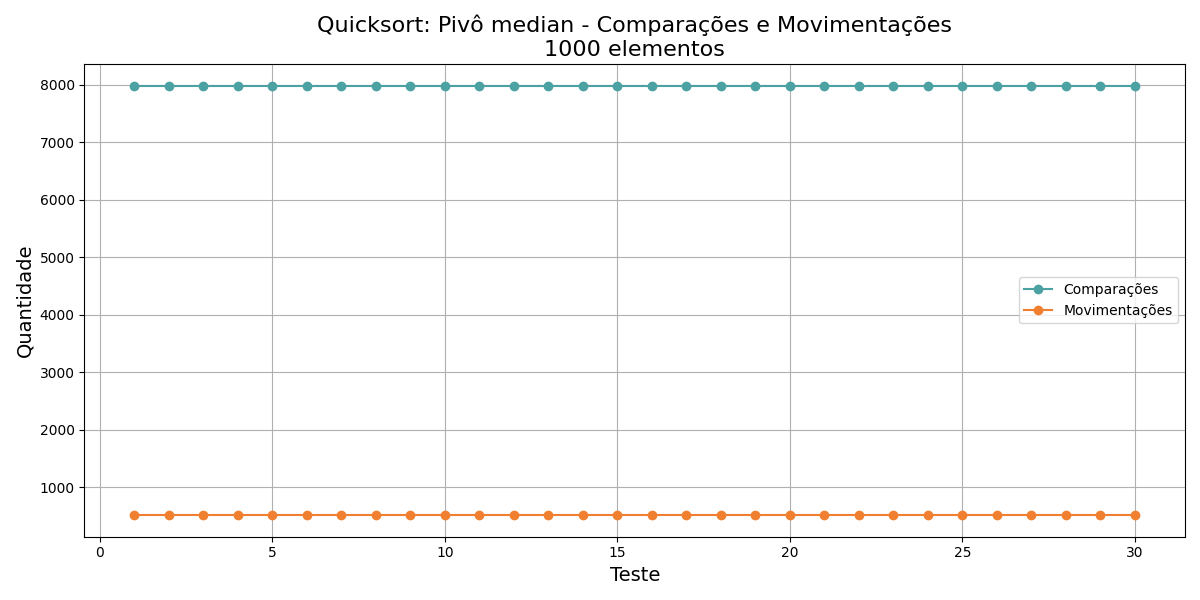 Quicksort: Pivô median - Comparações e Movimentações
1000 elementos
Quantidade
8000
7000
6000
5000
4000
3000
2000
1000
Comparações
Movimentações
0 5 10 15 20 25 30
Teste